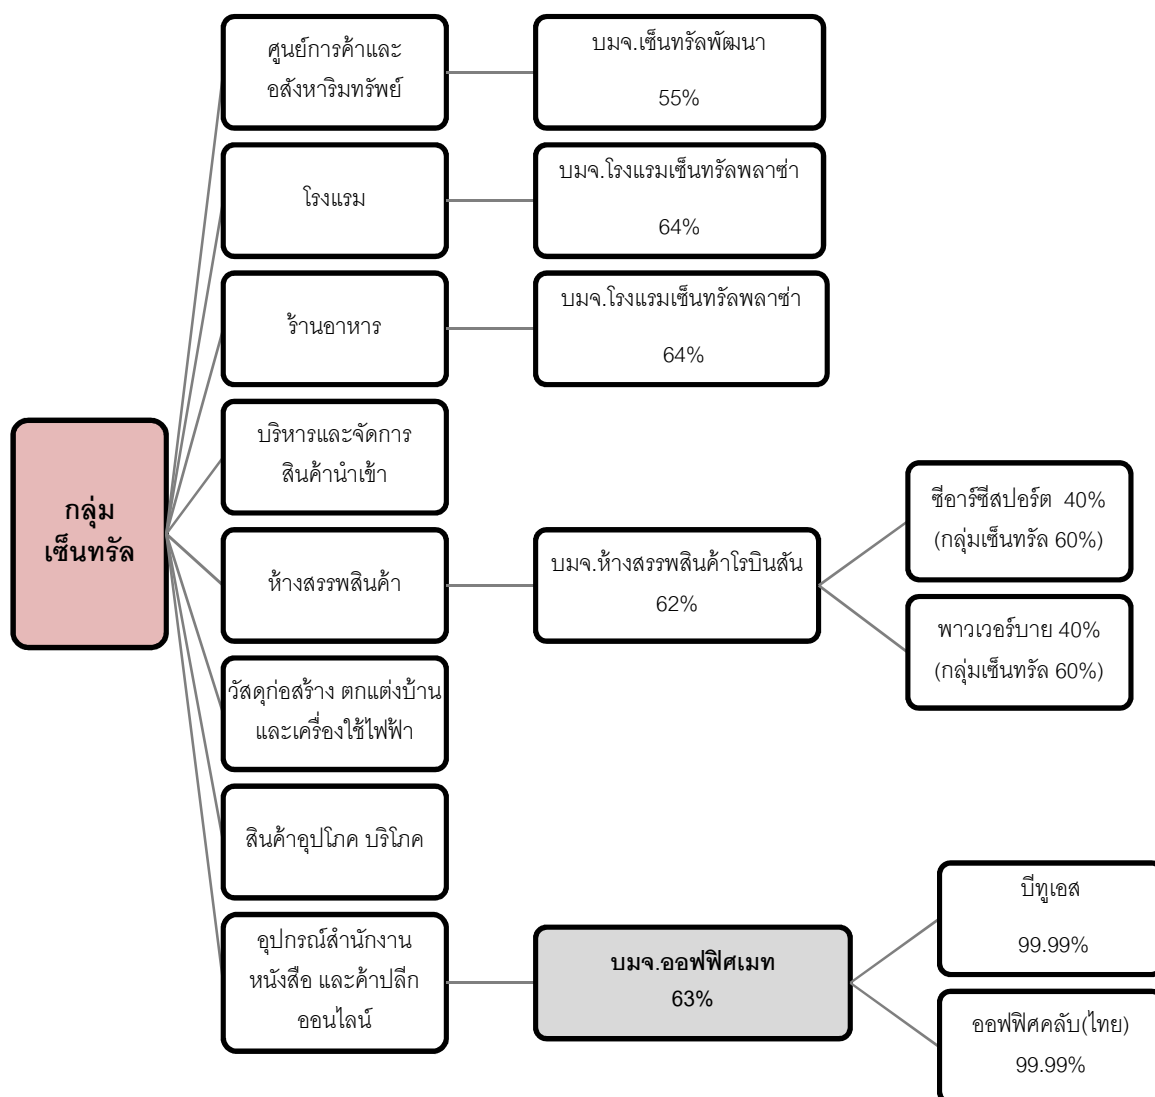 ศูนย์การค้าและ
อสังหาริมทรัพย์
บมจ.เซ็นทรัลพัฒนา
55%
โรงแรม
บมจ.โรงแรมเซ็นทรัลพลาซ่า
64%
ร้านอาหาร
บมจ.โรงแรมเซ็นทรัลพลาซ่า
64%
กลุ่ม
เซ็นทรัล
บริหารและจัดการ
สินค้านำเข้า
ห้างสรรพสินค้า
บมจ.ห้างสรรพสินค้าโรบินสัน
62%
ซีอาร์ซีสปอร์ต 40%
(กลุ่มเซ็นทรัล 60%)
พาวเวอร์บาย 40%
(กลุ่มเซ็นทรัล 60%)
วัสดุก่อสร้าง ตกแต่งบ้าน
และเครื่องใช้ไฟฟ้า
สินค้าอุปโภค บริโภค
อุปกรณ์สำนักงาน
หนังสือ และค้าปลีก
ออนไลน์
บมจ.ออฟฟิศเมท
63%
บีทูเอส
99.99%
ออฟฟิศคลับ(ไทย)
99.99%